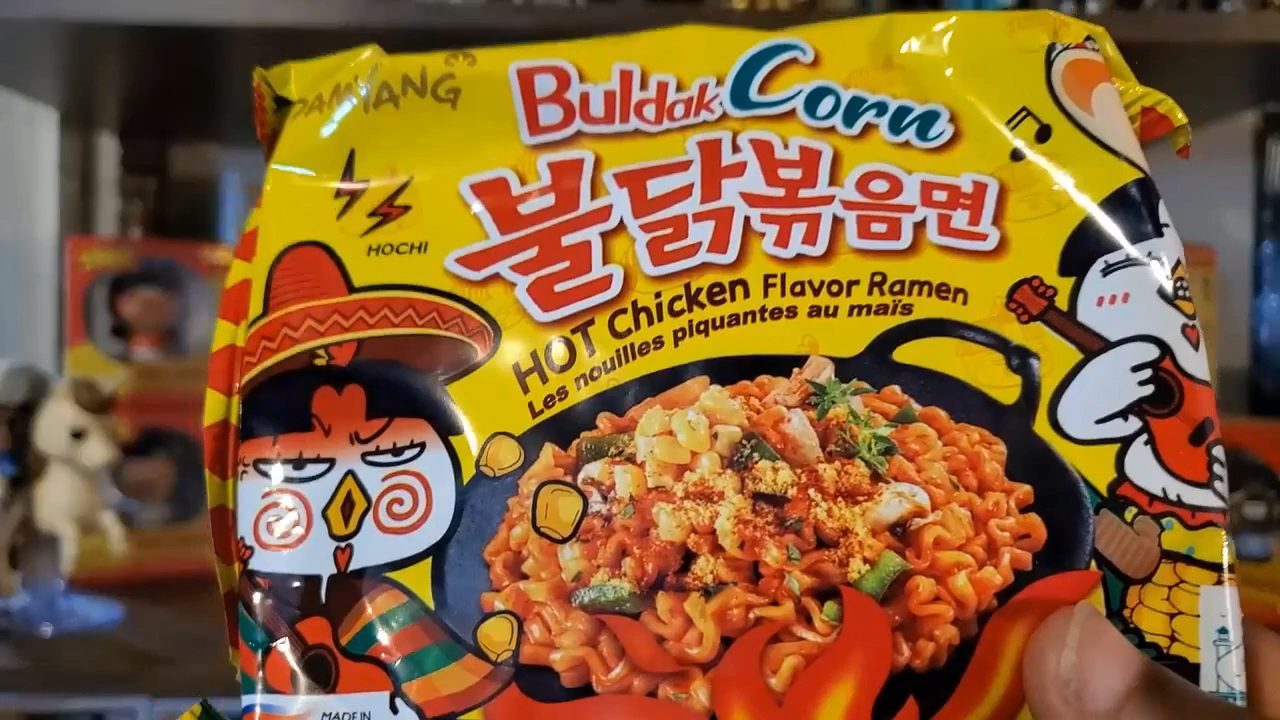 SAMYANG
Buldak Corn
불닭볶음면
HOCHI
HOT Chicken Flavor Ramen
Les nouilles piquantes au maïs
MADE IN